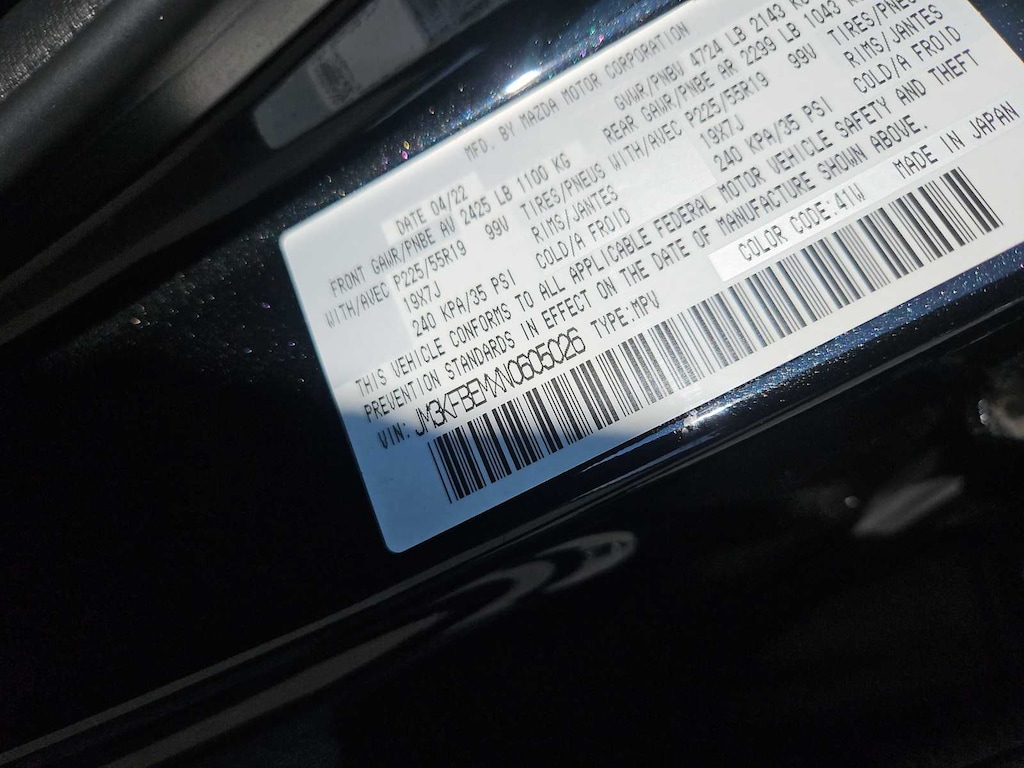 MFD. BY MAZDA MOTOR CORPORATION
DATE 04/22 GVWR/PNBV 4724 LB 2143 KG
FRONT GAWR/PNBE AV 2425 LB 1100 KG REAR GAWR/PNBE AR 2299 LB 1043
WITH/AVEC P225/55R19 99V TIRES/PNEUS WITH/AVEC P225/55R19 99V TIRES/PNEU
19X7J RIMS/JANTES 19X7J RIMS/JANTES
240 KPA/35 PSI COLD/A FROID 240 KPA/35 PSI COLD/A FROID
THIS VEHICLE CONFORMS TO ALL APPLICABLE FEDERAL MOTOR VEHICLE SAFETY AND THEFT
PREVENTION STANDARDS IN EFFECT ON THE DATE OF MANUFACTURE SHOWN ABOVE.
VIN: JM3KFBEMXN0605026 TYPE:MPV COLOR CODE:41W MADE IN JAPAN